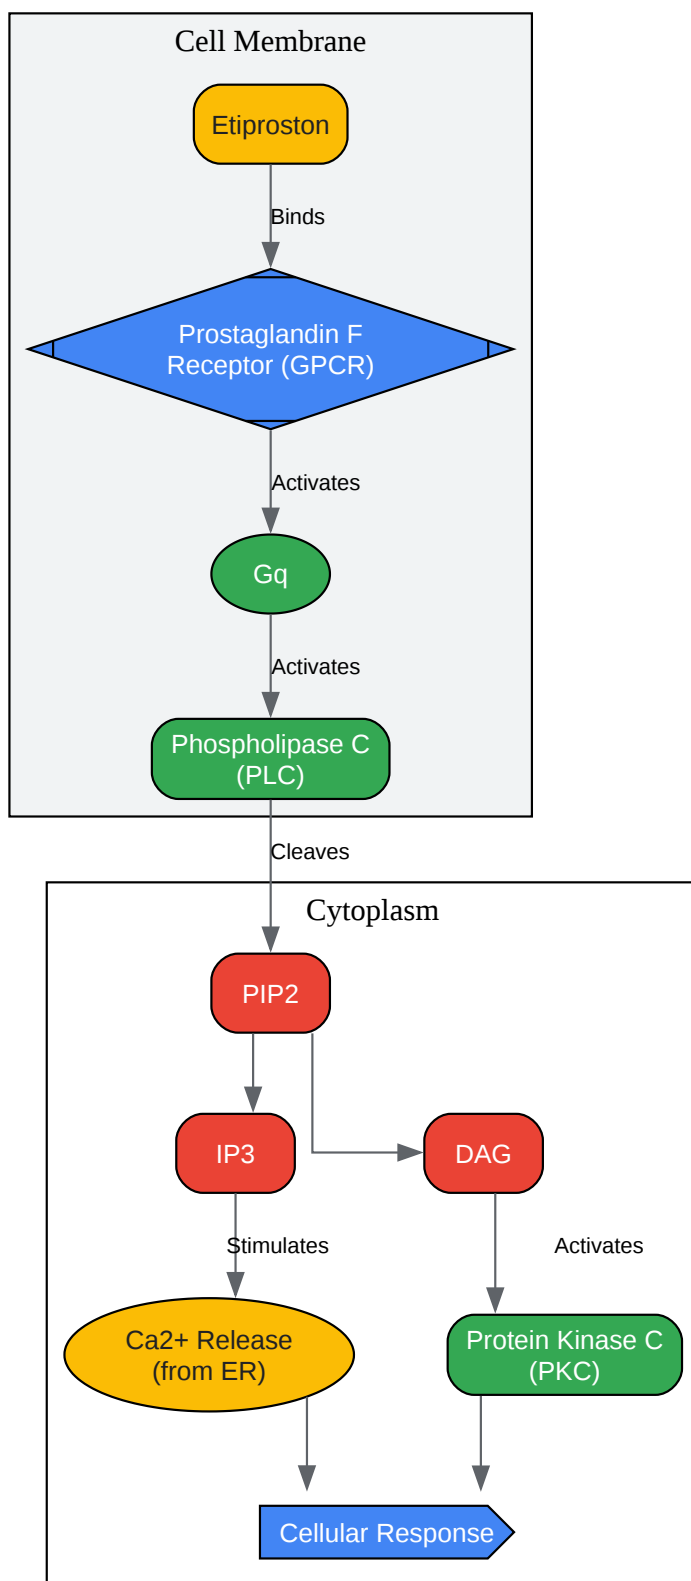 Cell Membrane
Etiproston
Binds
Prostaglandin F
Receptor (GPCR)
Activates
Gq
Activates
Phospholipase C
(PLC)
Cleaves
Cytoplasm
PIP2
IP3
DAG
Stimulates
Activates
Ca2+ Release
(from ER)
Protein Kinase C
(PKC)
Cellular Response